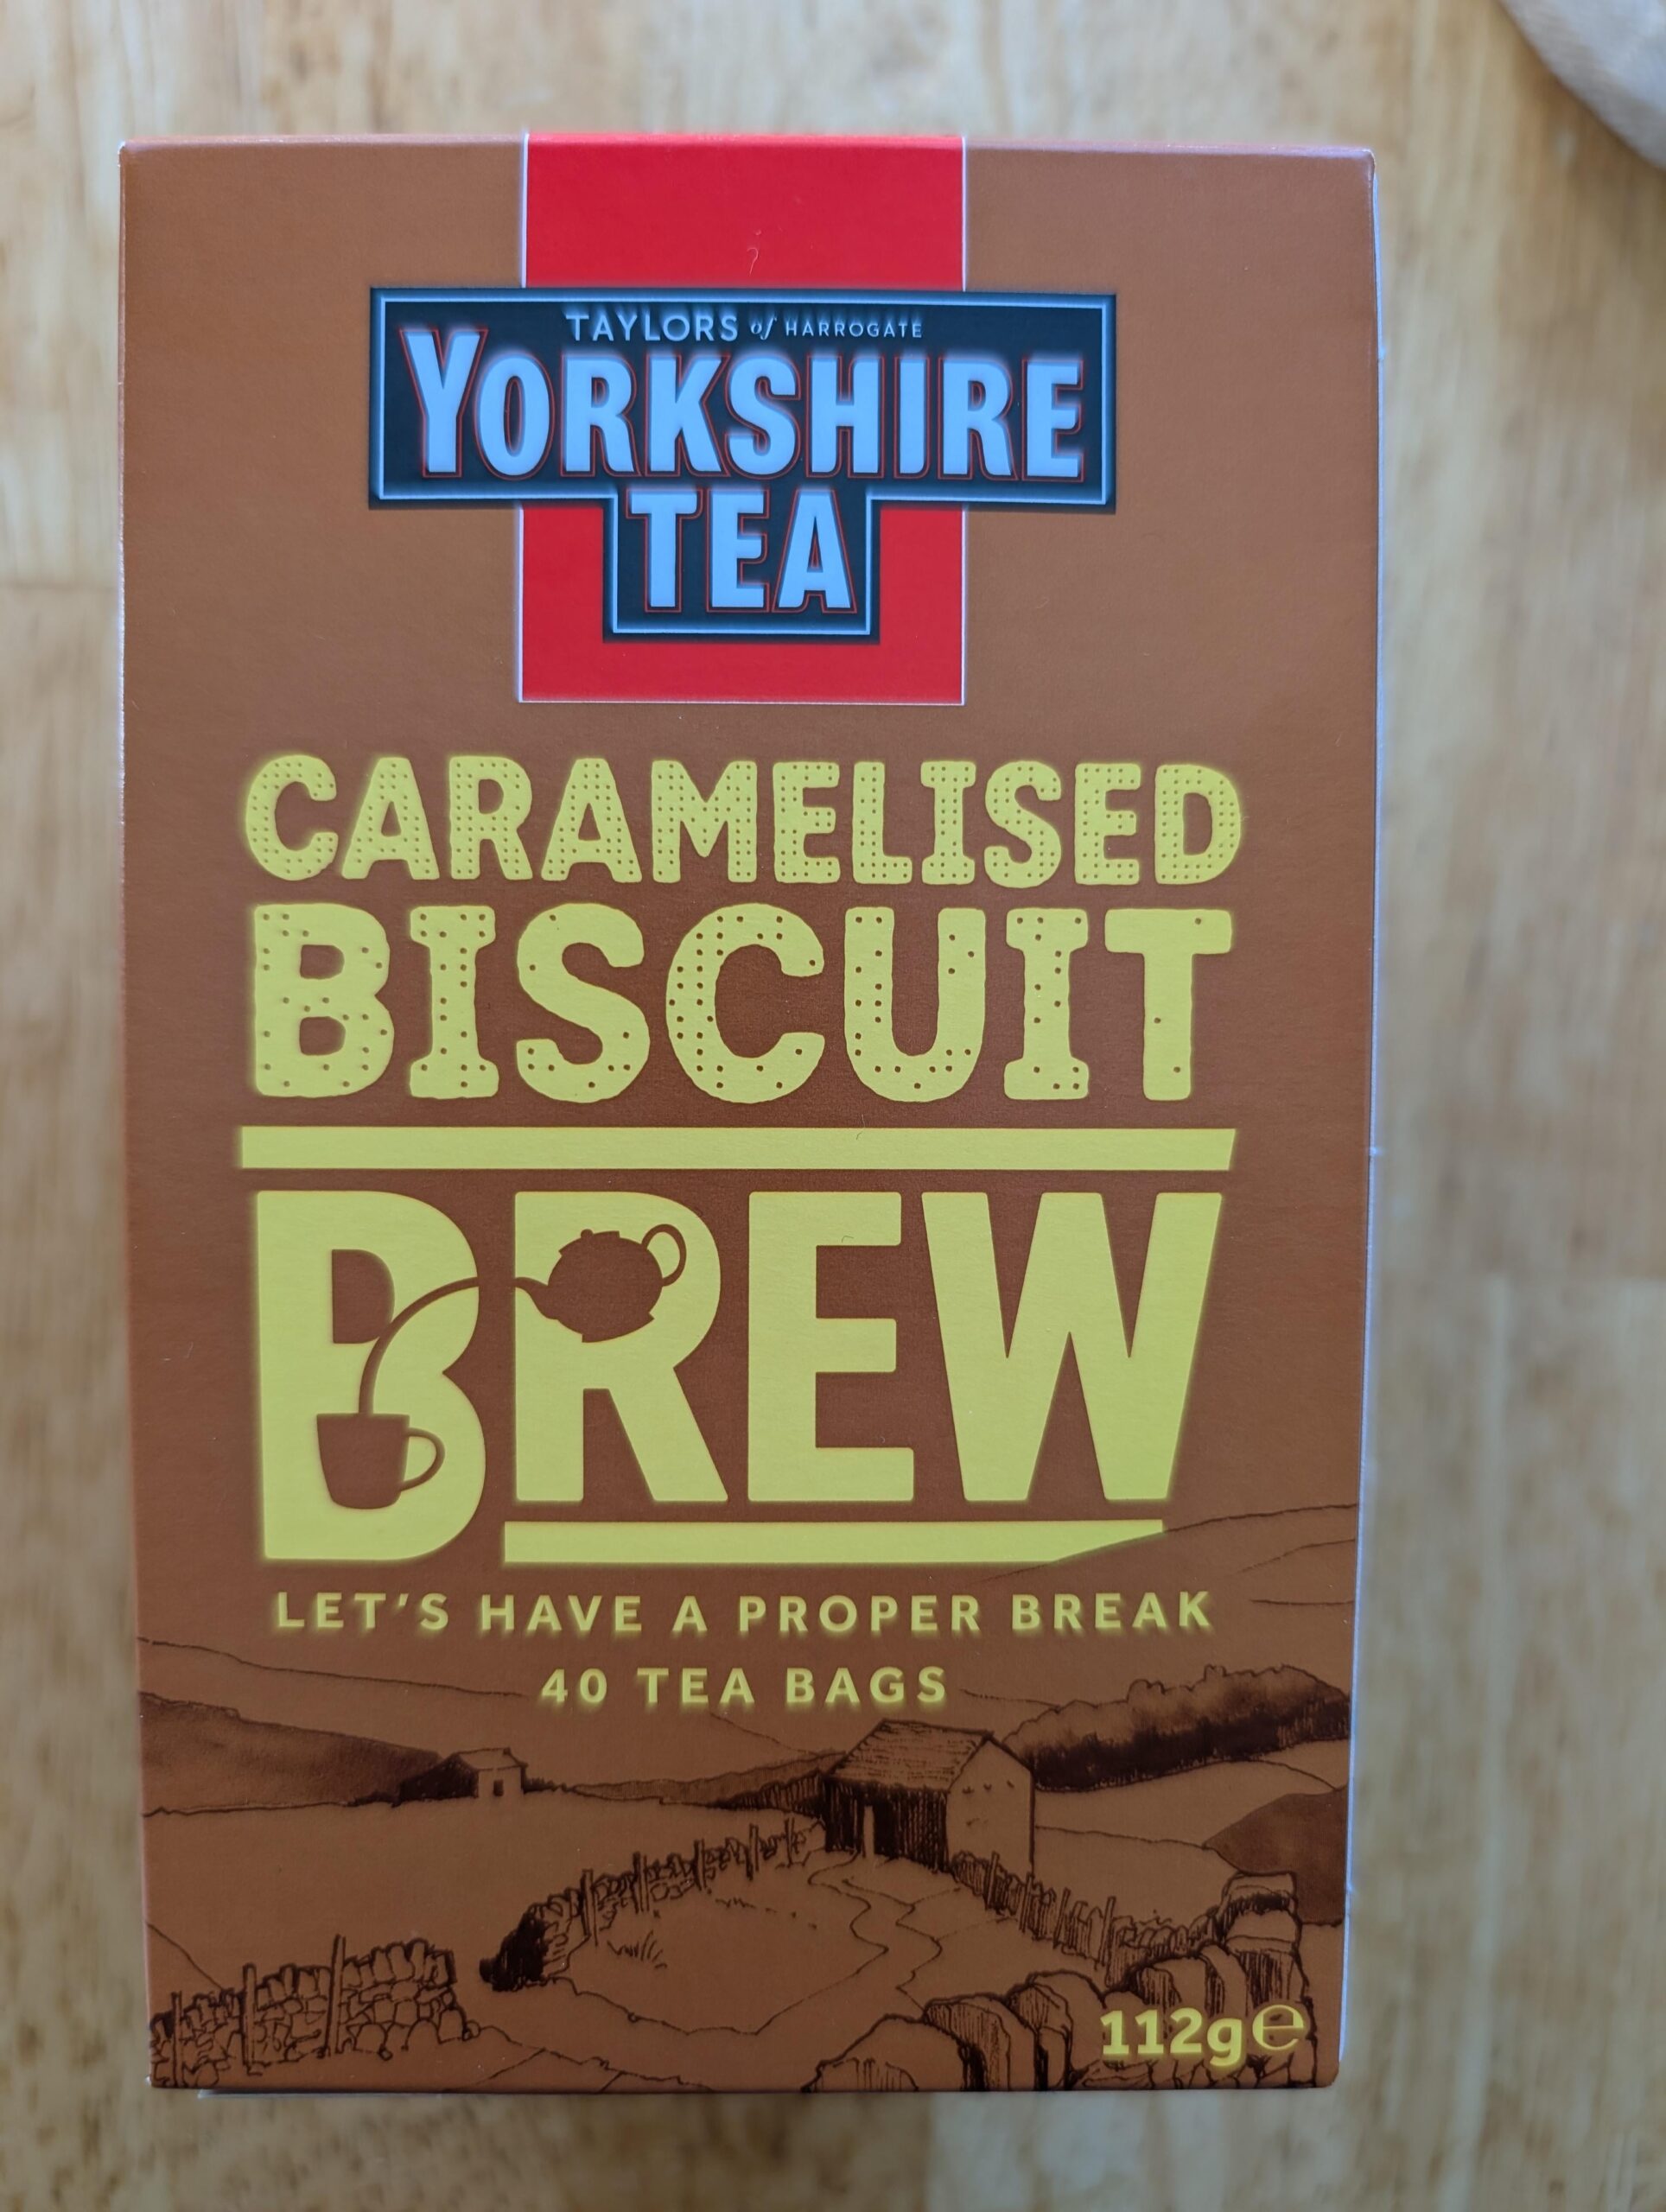 TAYLORS of HARROGATE
YORKSHIRE
TEA
CARAMELISED
BISCUIT
BREW
LET'S HAVE A PROPER BREAK
40 TEA BAGS
112g℮